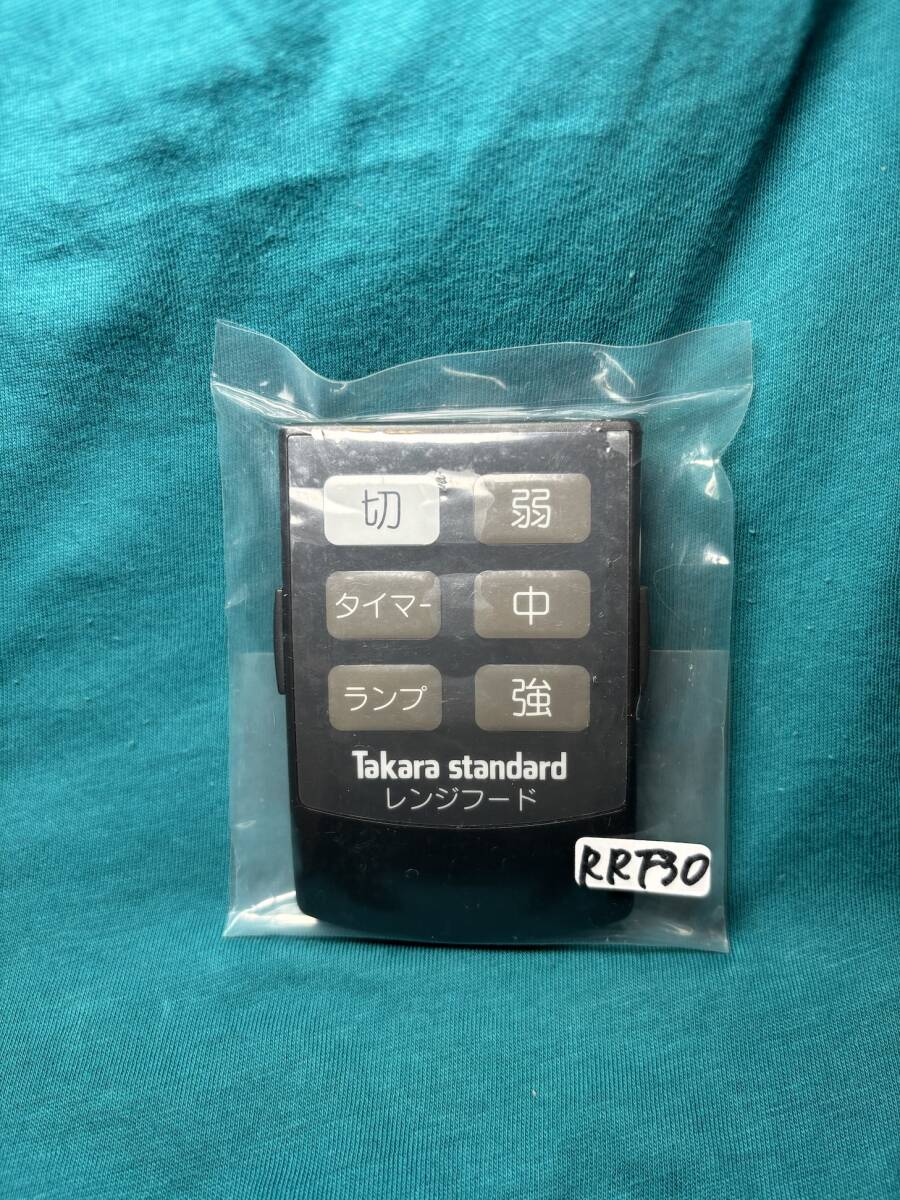 切 弱
タイマー 中
ランプ 強
Takara standard
レンジフード
RRT30